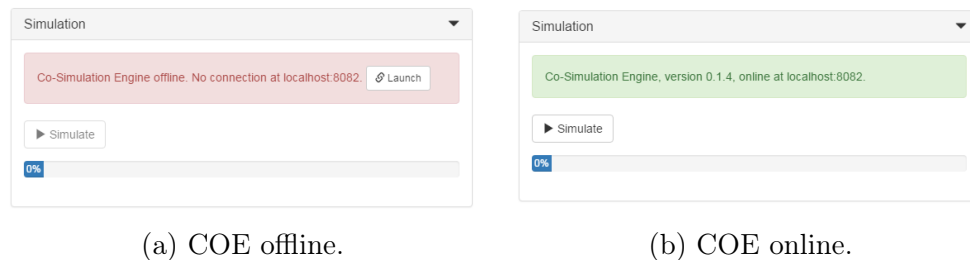 Simulation
Co-Simulation Engine offline. No connection at localhost:8082. Launch
Simulate
0%
(a) COE offline.
Simulation
Co-Simulation Engine, version 0.1.4, online at localhost:8082.
Simulate
0%
(b) COE online.